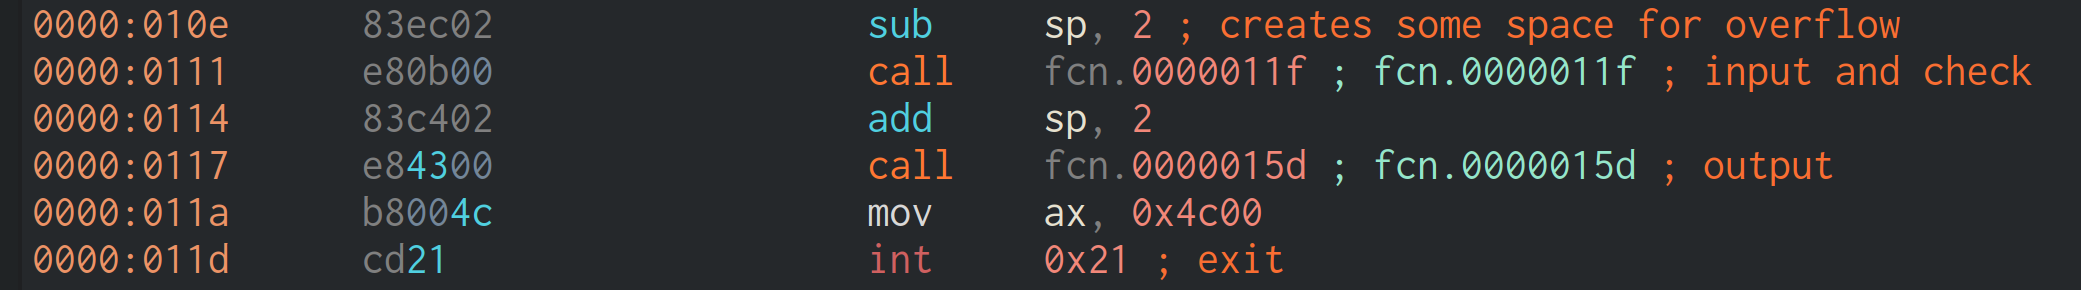 0000:010e 83ec02 sub sp, 2 ; creates some space for overflow
0000:0111 e80b00 call fcn.0000011f ; fcn.0000011f ; input and check
0000:0114 83c402 add sp, 2
0000:0117 e84300 call fcn.0000015d ; fcn.0000015d ; output
0000:011a b8004c mov ax, 0x4c00
0000:011d cd21 int 0x21 ; exit